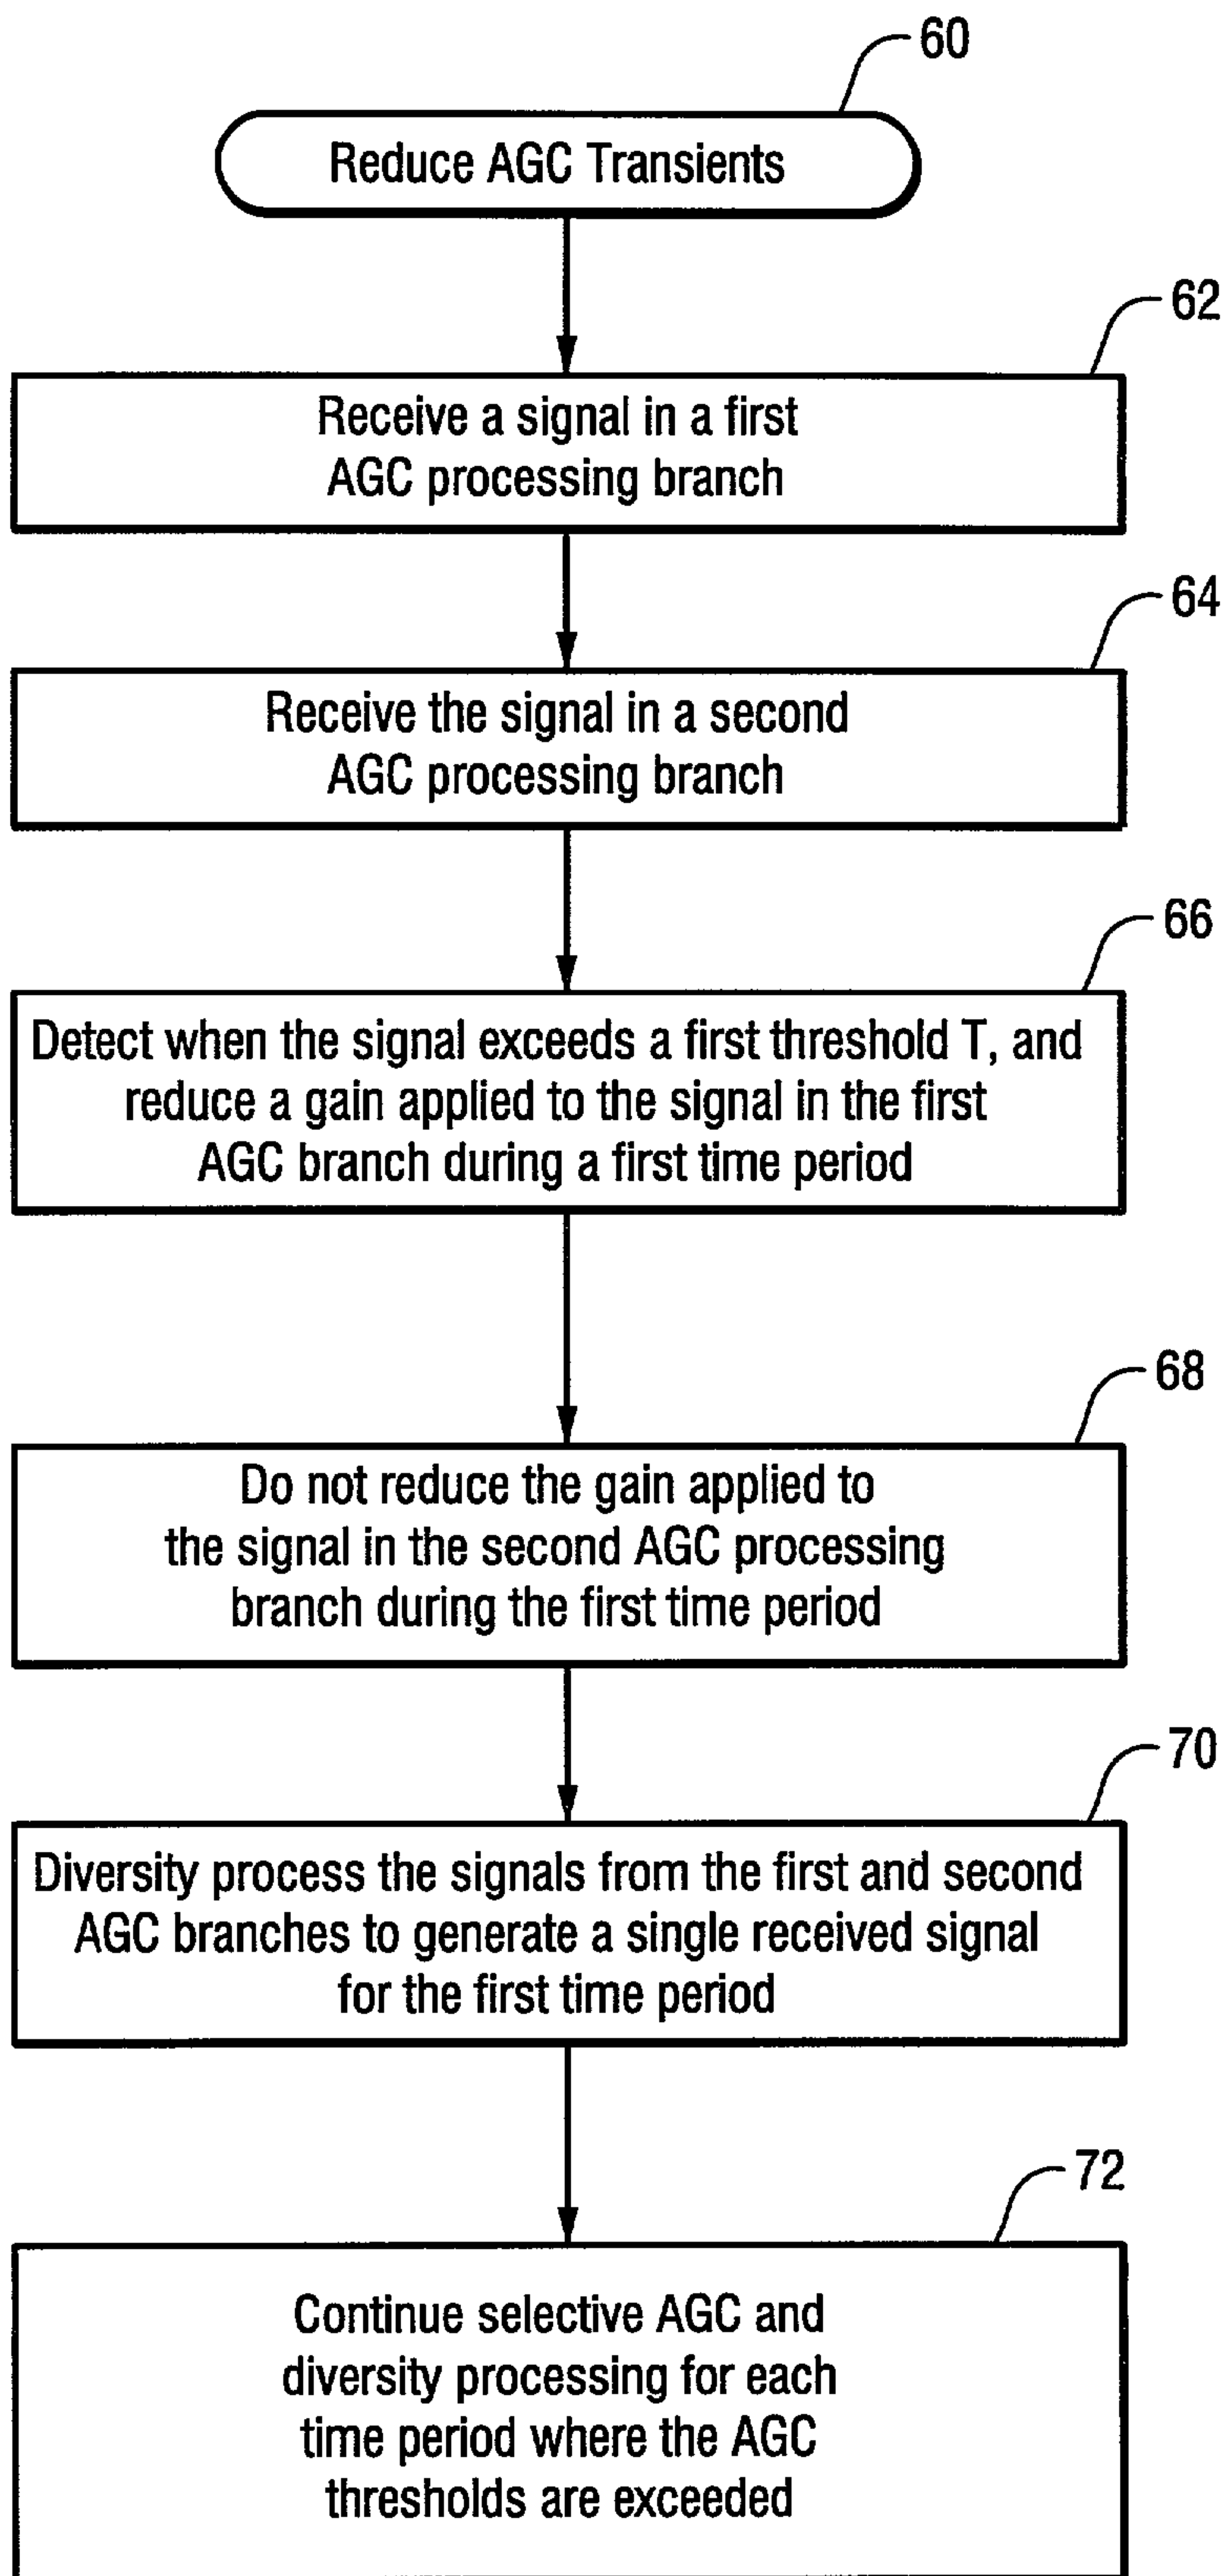 60
Reduce AGC Transients
62
Receive a signal in a first
AGC processing branch
64
Receive the signal in a second
AGC processing branch
66
Detect when the signal exceeds a first threshold T, and
reduce a gain applied to the signal in the first
AGC branch during a first time period
68
Do not reduce the gain applied to
the signal in the second AGC processing
branch during the first time period
70
Diversity process the signals from the first and second
AGC branches to generate a single received signal
for the first time period
72
Continue selective AGC and
diversity processing for each
time period where the AGC
thresholds are exceeded